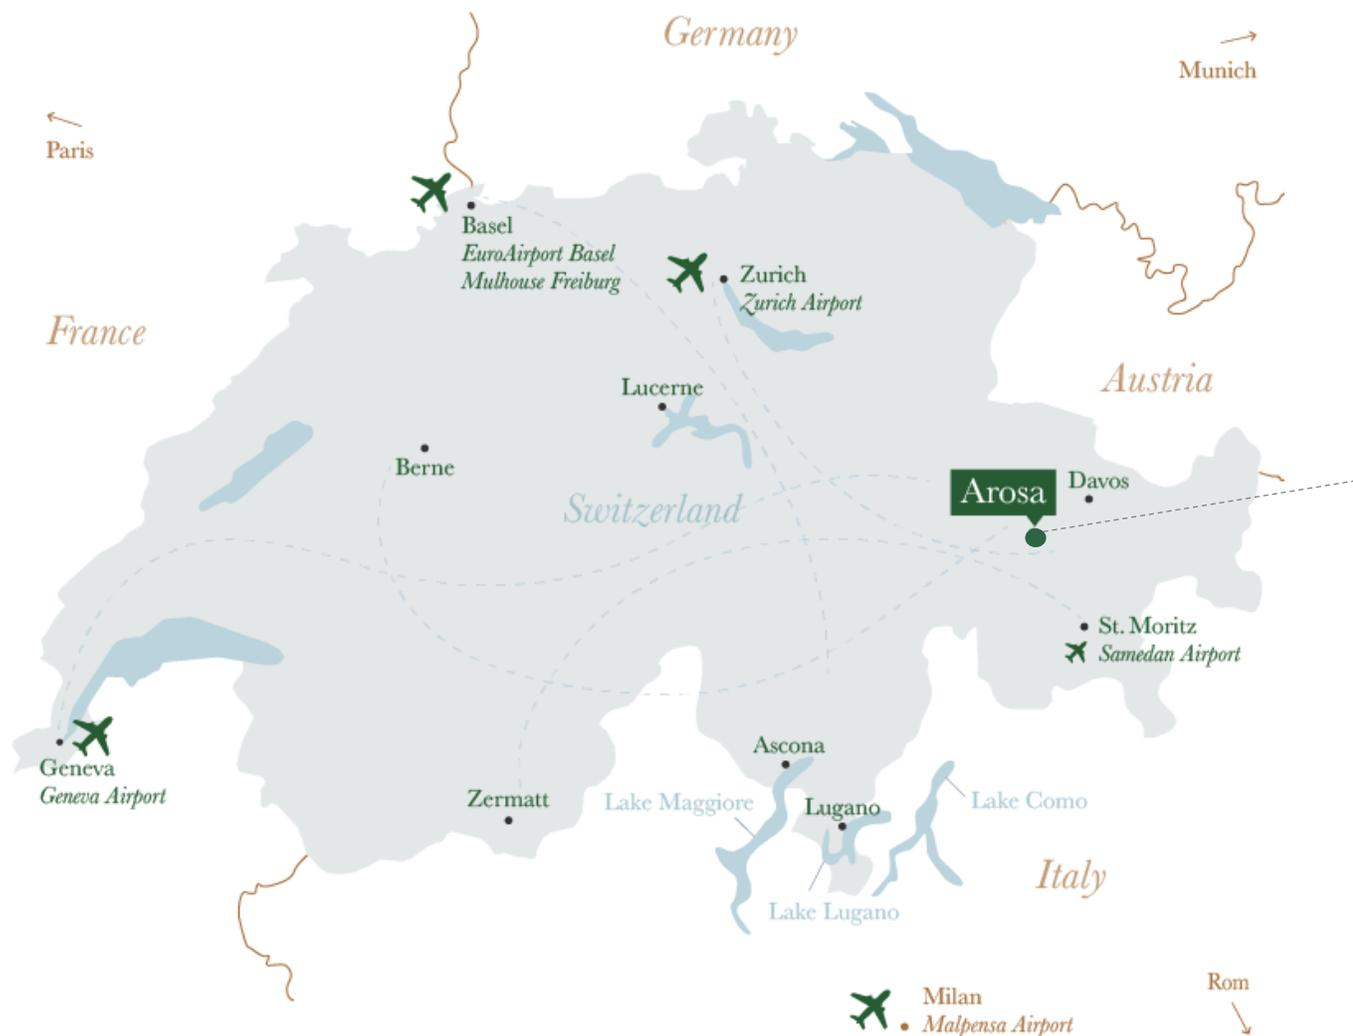 Germany
Munich
Paris
Basel
EuroAirport Basel
Mulhouse Freiburg
Zurich
Zurich Airport
France
Austria
Lucerne
Berne
Switzerland
Arosa
Davos
St. Moritz
Samedan Airport
Geneva
Geneva Airport
Zermatt
Ascona
Lake Maggiore
Lugano
Lake Como
Lake Lugano
Italy
Rom
Milan
Malpensa Airport